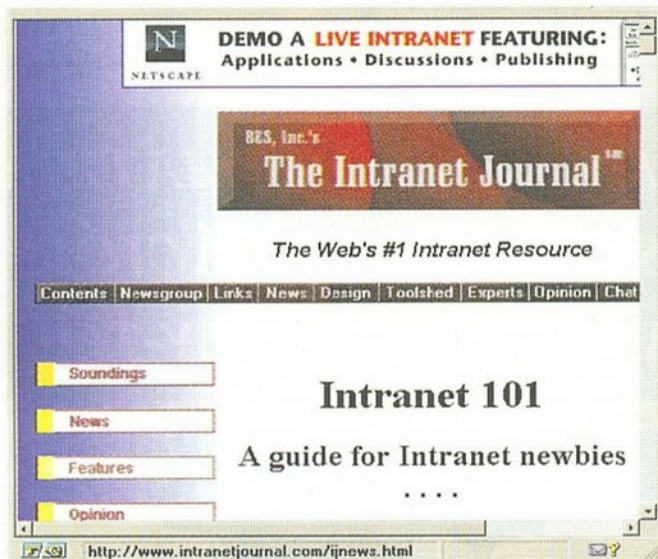 N
NETSCAPE
DEMO A LIVE INTRANET FEATURING:
Applications • Discussions • Publishing
BES, Inc.'s
The Intranet Journal℠
The Web's #1 Intranet Resource
Contents | Newsgroup | Links | News | Design | Toolshed | Experts | Opinion | Chat
Soundings
News
Features
Opinion
Intranet 101
A guide for Intranet newbies
. . . .
http://www.intranetjournal.com/ijnews.html